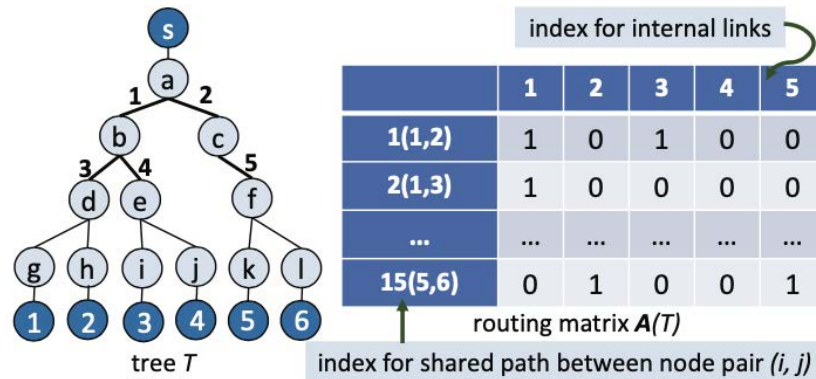 index for internal links
s
a
1 2
b c
3 4 5
d e f
g h i j k l
1 2 3 4 5 6
tree T
1 2 3 4 5
1(1,2) 1 0 1 0 0
2(1,3) 1 0 0 0 0
... ... ... ... ... ...
15(5,6) 0 1 0 0 1
routing matrix A(T)
index for shared path between node pair (i, j)